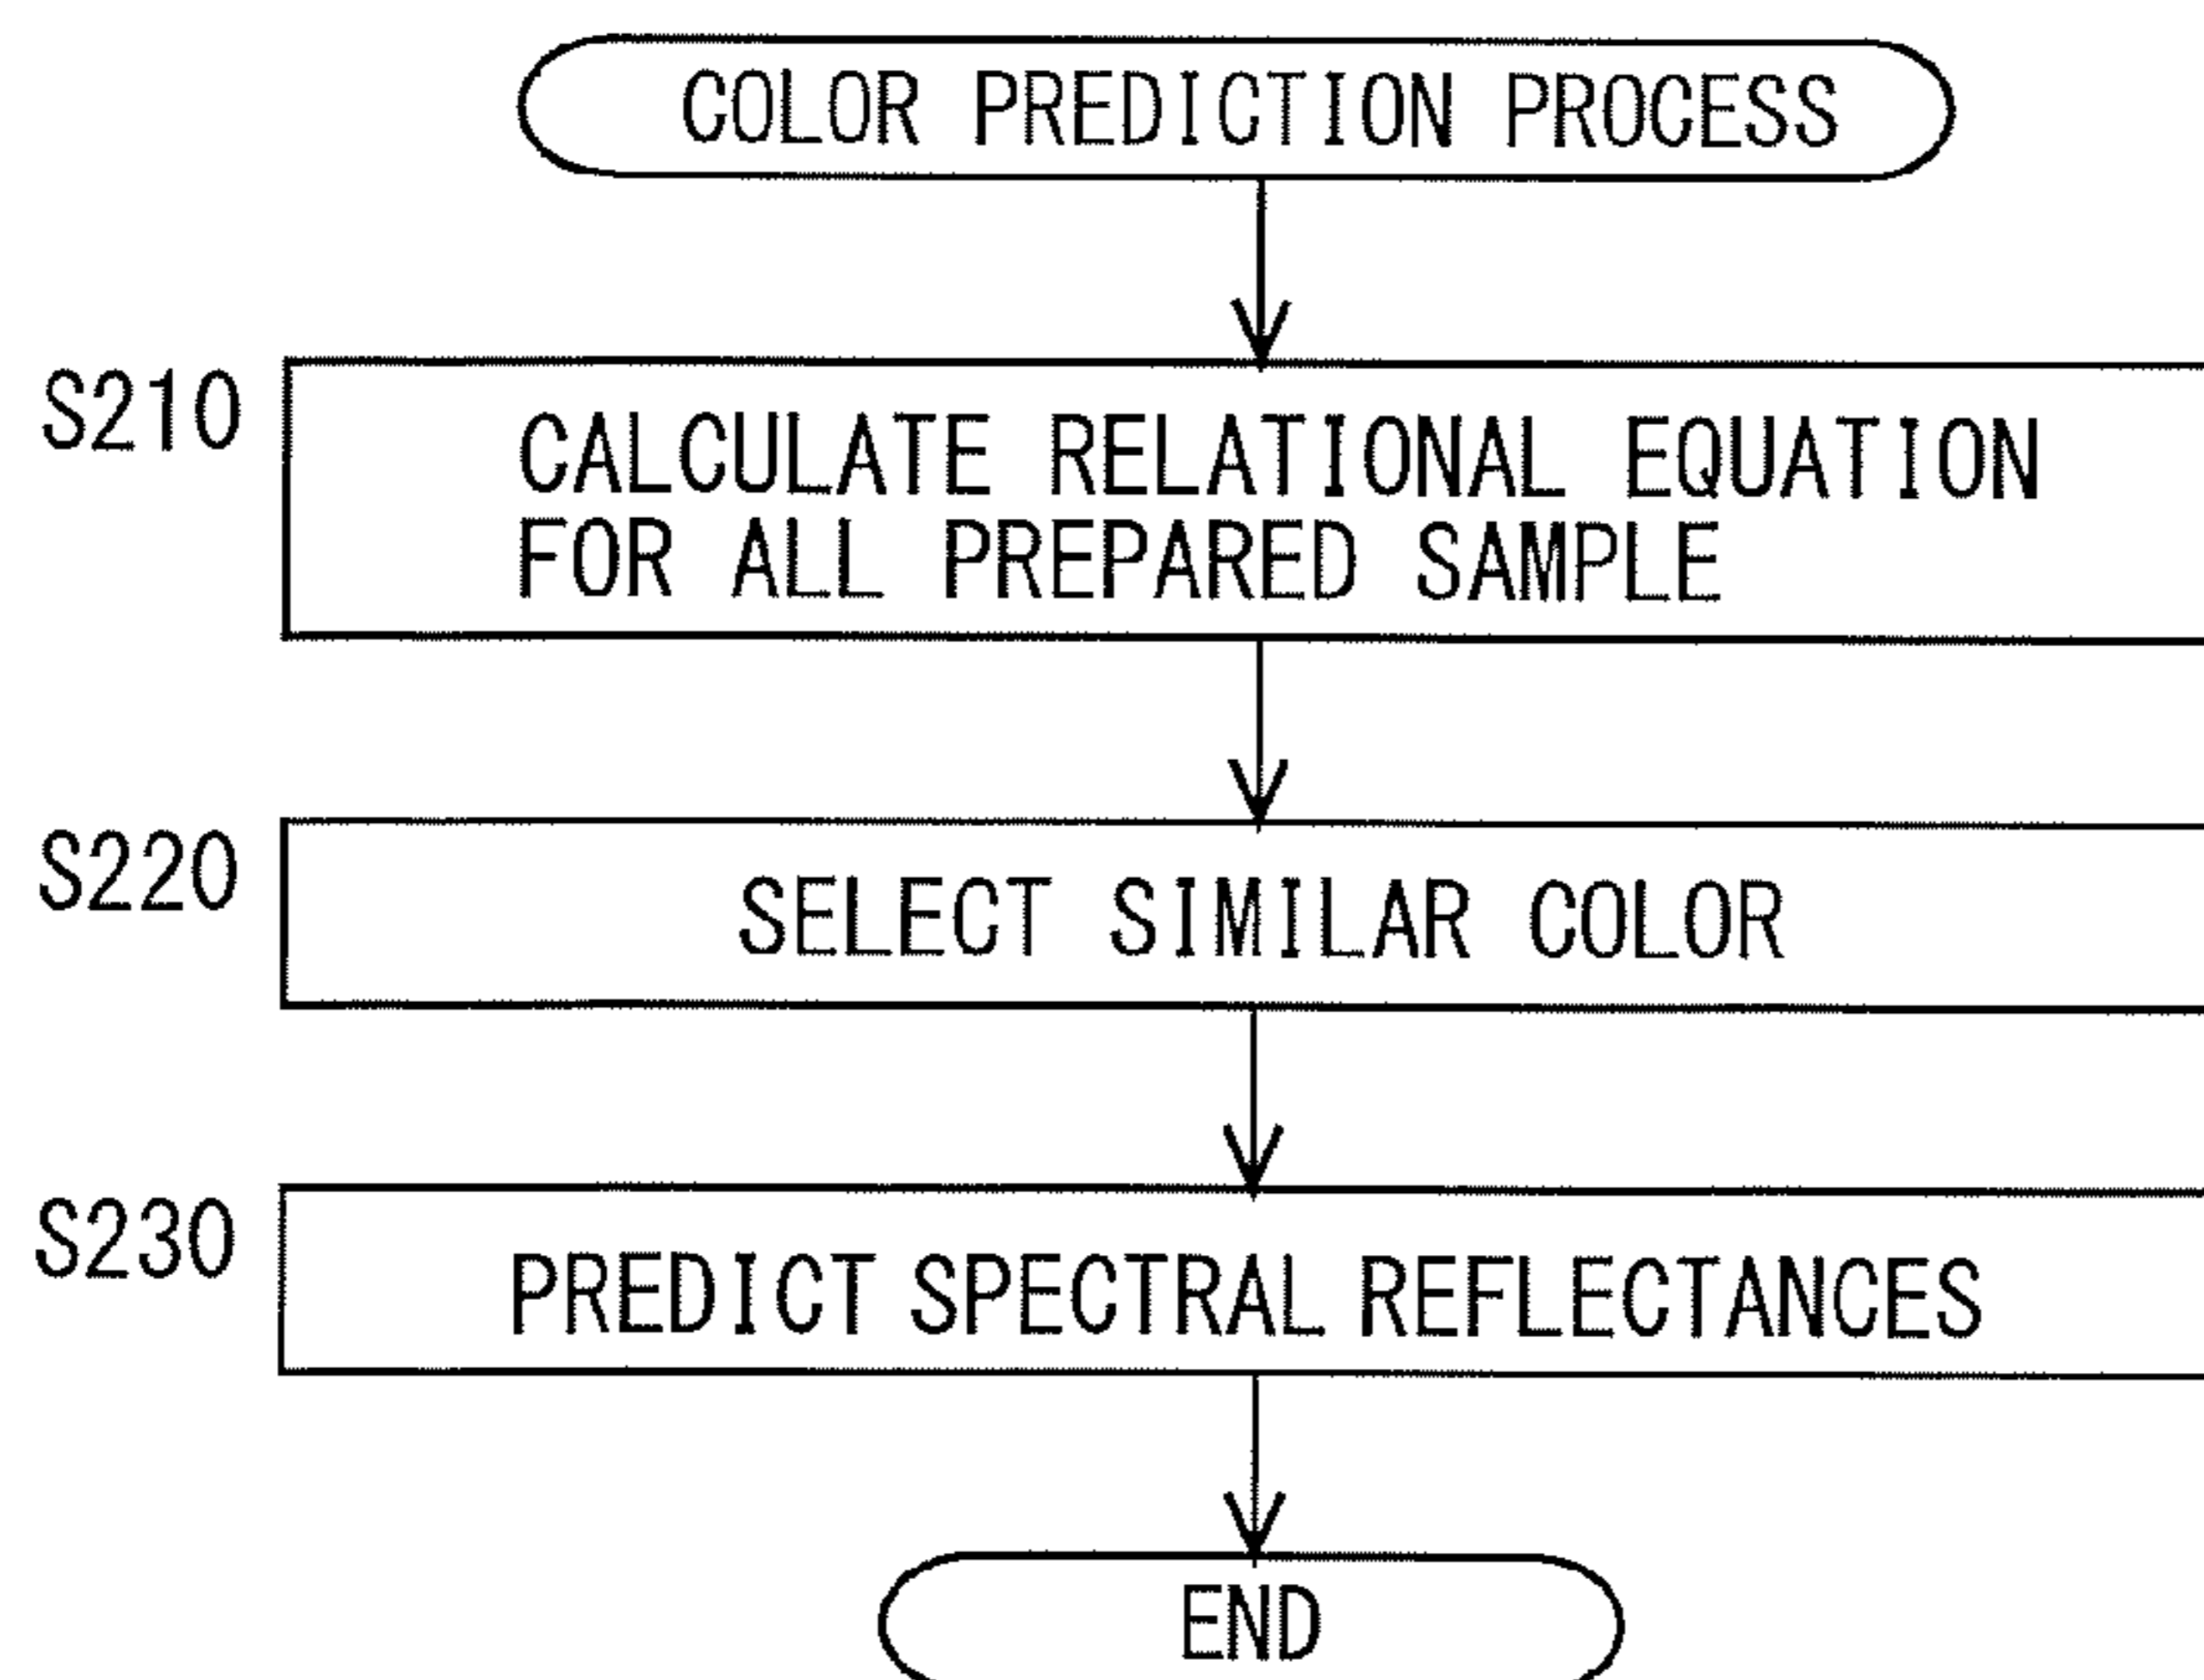 COLOR PREDICTION PROCESS
S210
CALCULATE RELATIONAL EQUATION
FOR ALL PREPARED SAMPLE
S220
SELECT SIMILAR COLOR
S230
PREDICT SPECTRAL REFLECTANCES
END